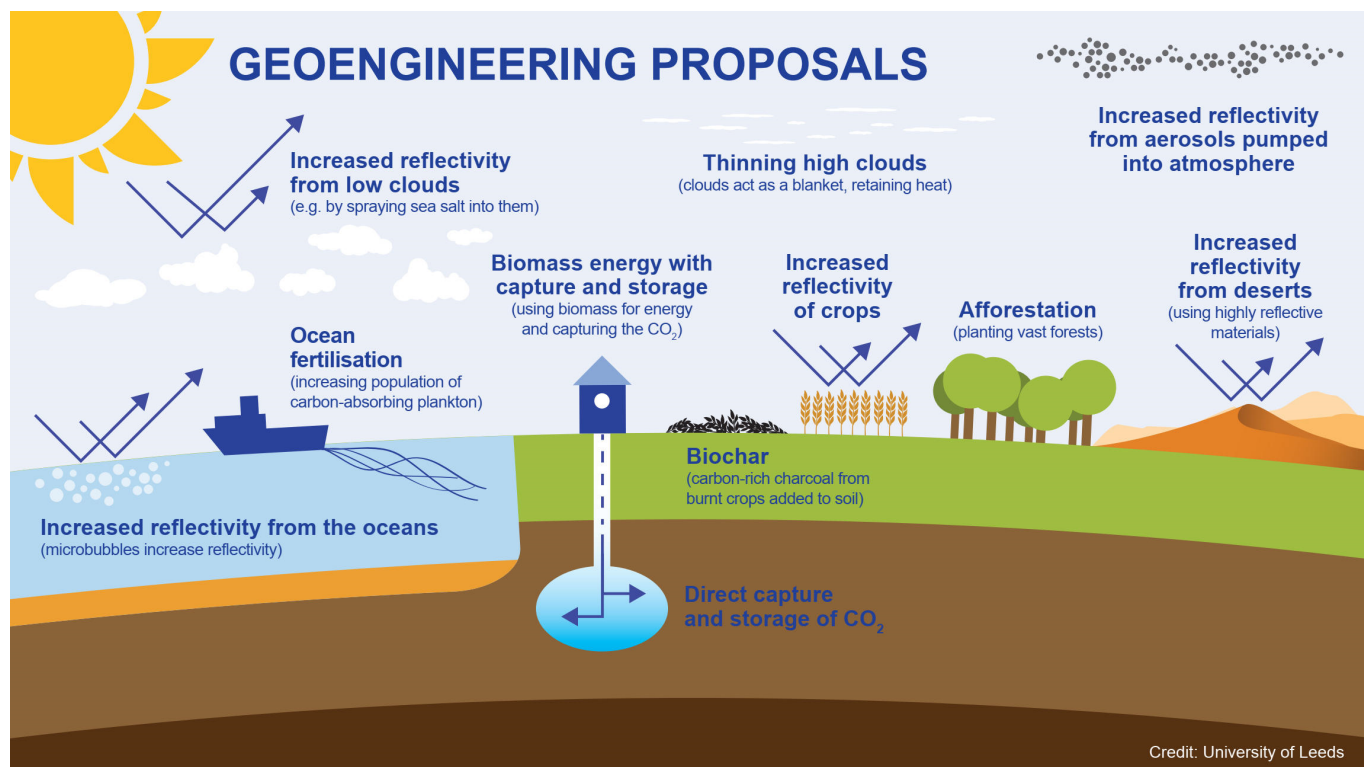 GEOENGINEERING PROPOSALS
Increased reflectivity
from low clouds
(e.g. by spraying sea salt into them)
Thinning high clouds
(clouds act as a blanket, retaining heat)
Increased reflectivity
from aerosols pumped
into atmosphere
Ocean
fertilisation
(increasing population of
carbon-absorbing plankton)
Biomass energy with
capture and storage
(using biomass for energy
and capturing the CO₂)
Increased
reflectivity
of crops
Afforestation
(planting vast forests)
Increased
reflectivity
from deserts
(using highly reflective
materials)
Increased reflectivity from the oceans
(microbubbles increase reflectivity)
Biochar
(carbon-rich charcoal from
burnt crops added to soil)
Direct capture
and storage of CO₂
Credit: University of Leeds